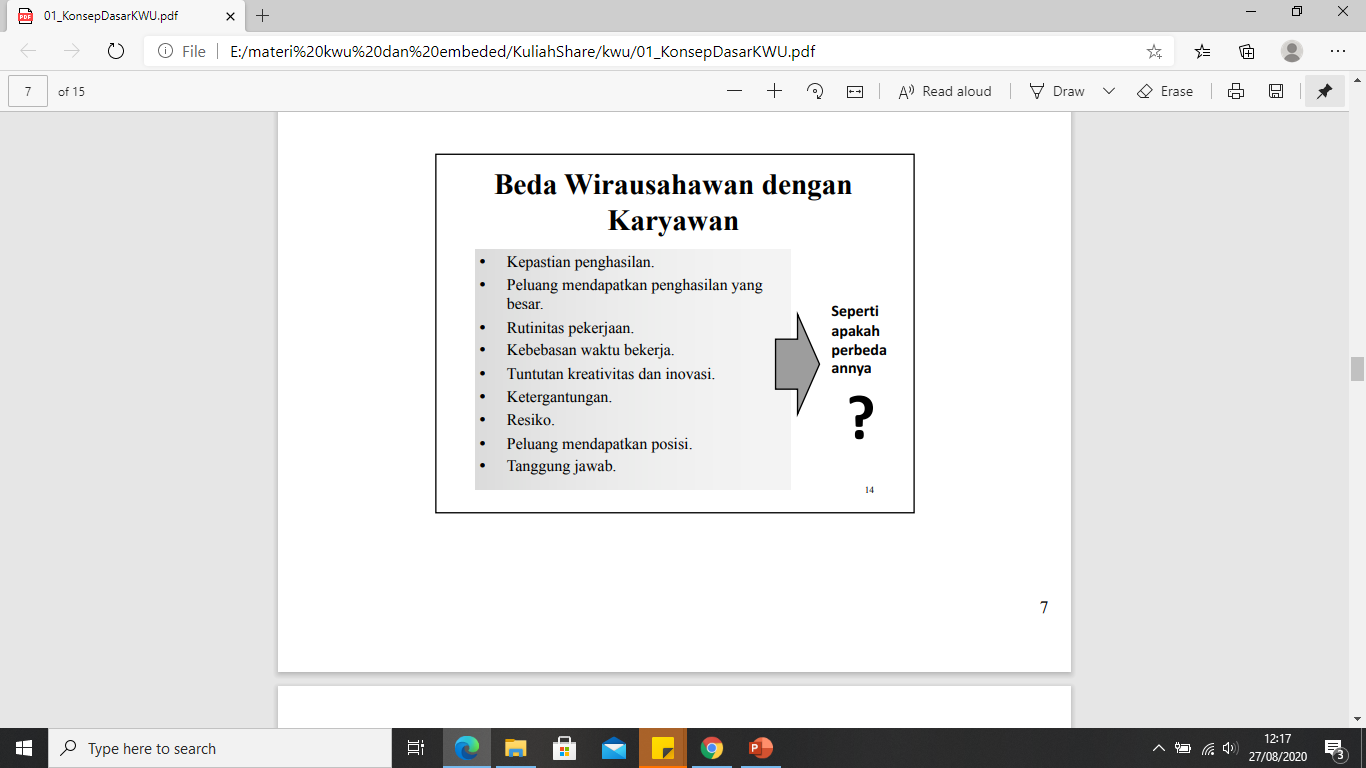 01_KonsepDasarKWU.pdf
File
E:/materi%20kwu%20dan%20embeded/KuliahShare/kwu/01_KonsepDasarKWU.pdf
7
of 15
Read aloud
Draw
Erase
Beda Wirausahawan dengan
Karyawan
• Kepastian penghasilan.
• Peluang mendapatkan penghasilan yang
besar.
• Rutinitas pekerjaan.
• Kebebasan waktu bekerja.
• Tuntutan kreativitas dan inovasi.
• Ketergantungan.
• Resiko.
• Peluang mendapatkan posisi.
• Tanggung jawab.
Seperti
apakah
perbeda
annya
?
14
7
Type here to search
12:17
27/08/2020
3